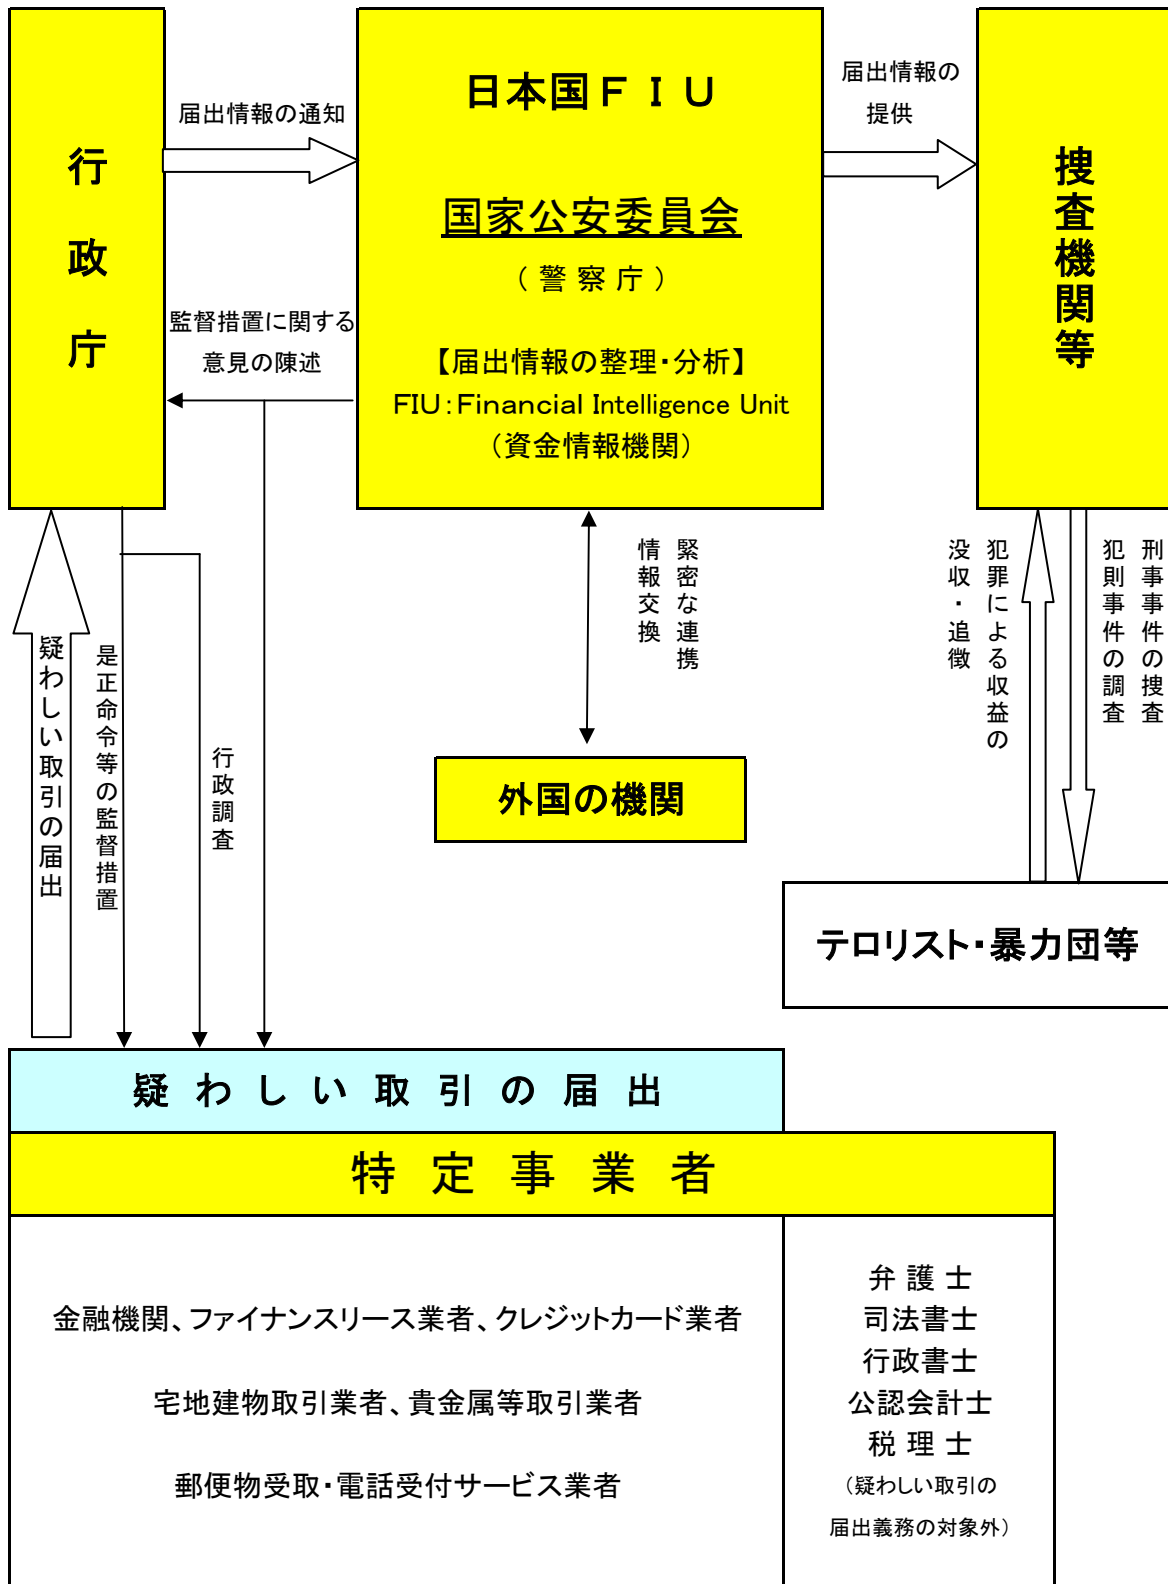 行政庁
届出情報の通知
監督措置に関する
意見の陳述
日本国ＦＩＵ
国家公安委員会
（警察庁）
【届出情報の整理・分析】
FIU：Financial Intelligence Unit
（資金情報機関）
届出情報の
提供
捜査機関等
疑わしい取引の届出
是正命令等の監督措置
行政調査
緊密な連携
情報交換
外国の機関
犯罪による収益の
没収・追徴
刑事事件の捜査
犯則事件の調査
テロリスト・暴力団等
疑わしい取引の届出
特定事業者
金融機関、ファイナンスリース業者、クレジットカード業者
宅地建物取引業者、貴金属等取引業者
郵便物受取・電話受付サービス業者
弁護士
司法書士
行政書士
公認会計士
税理士
（疑わしい取引の
届出義務の対象外）